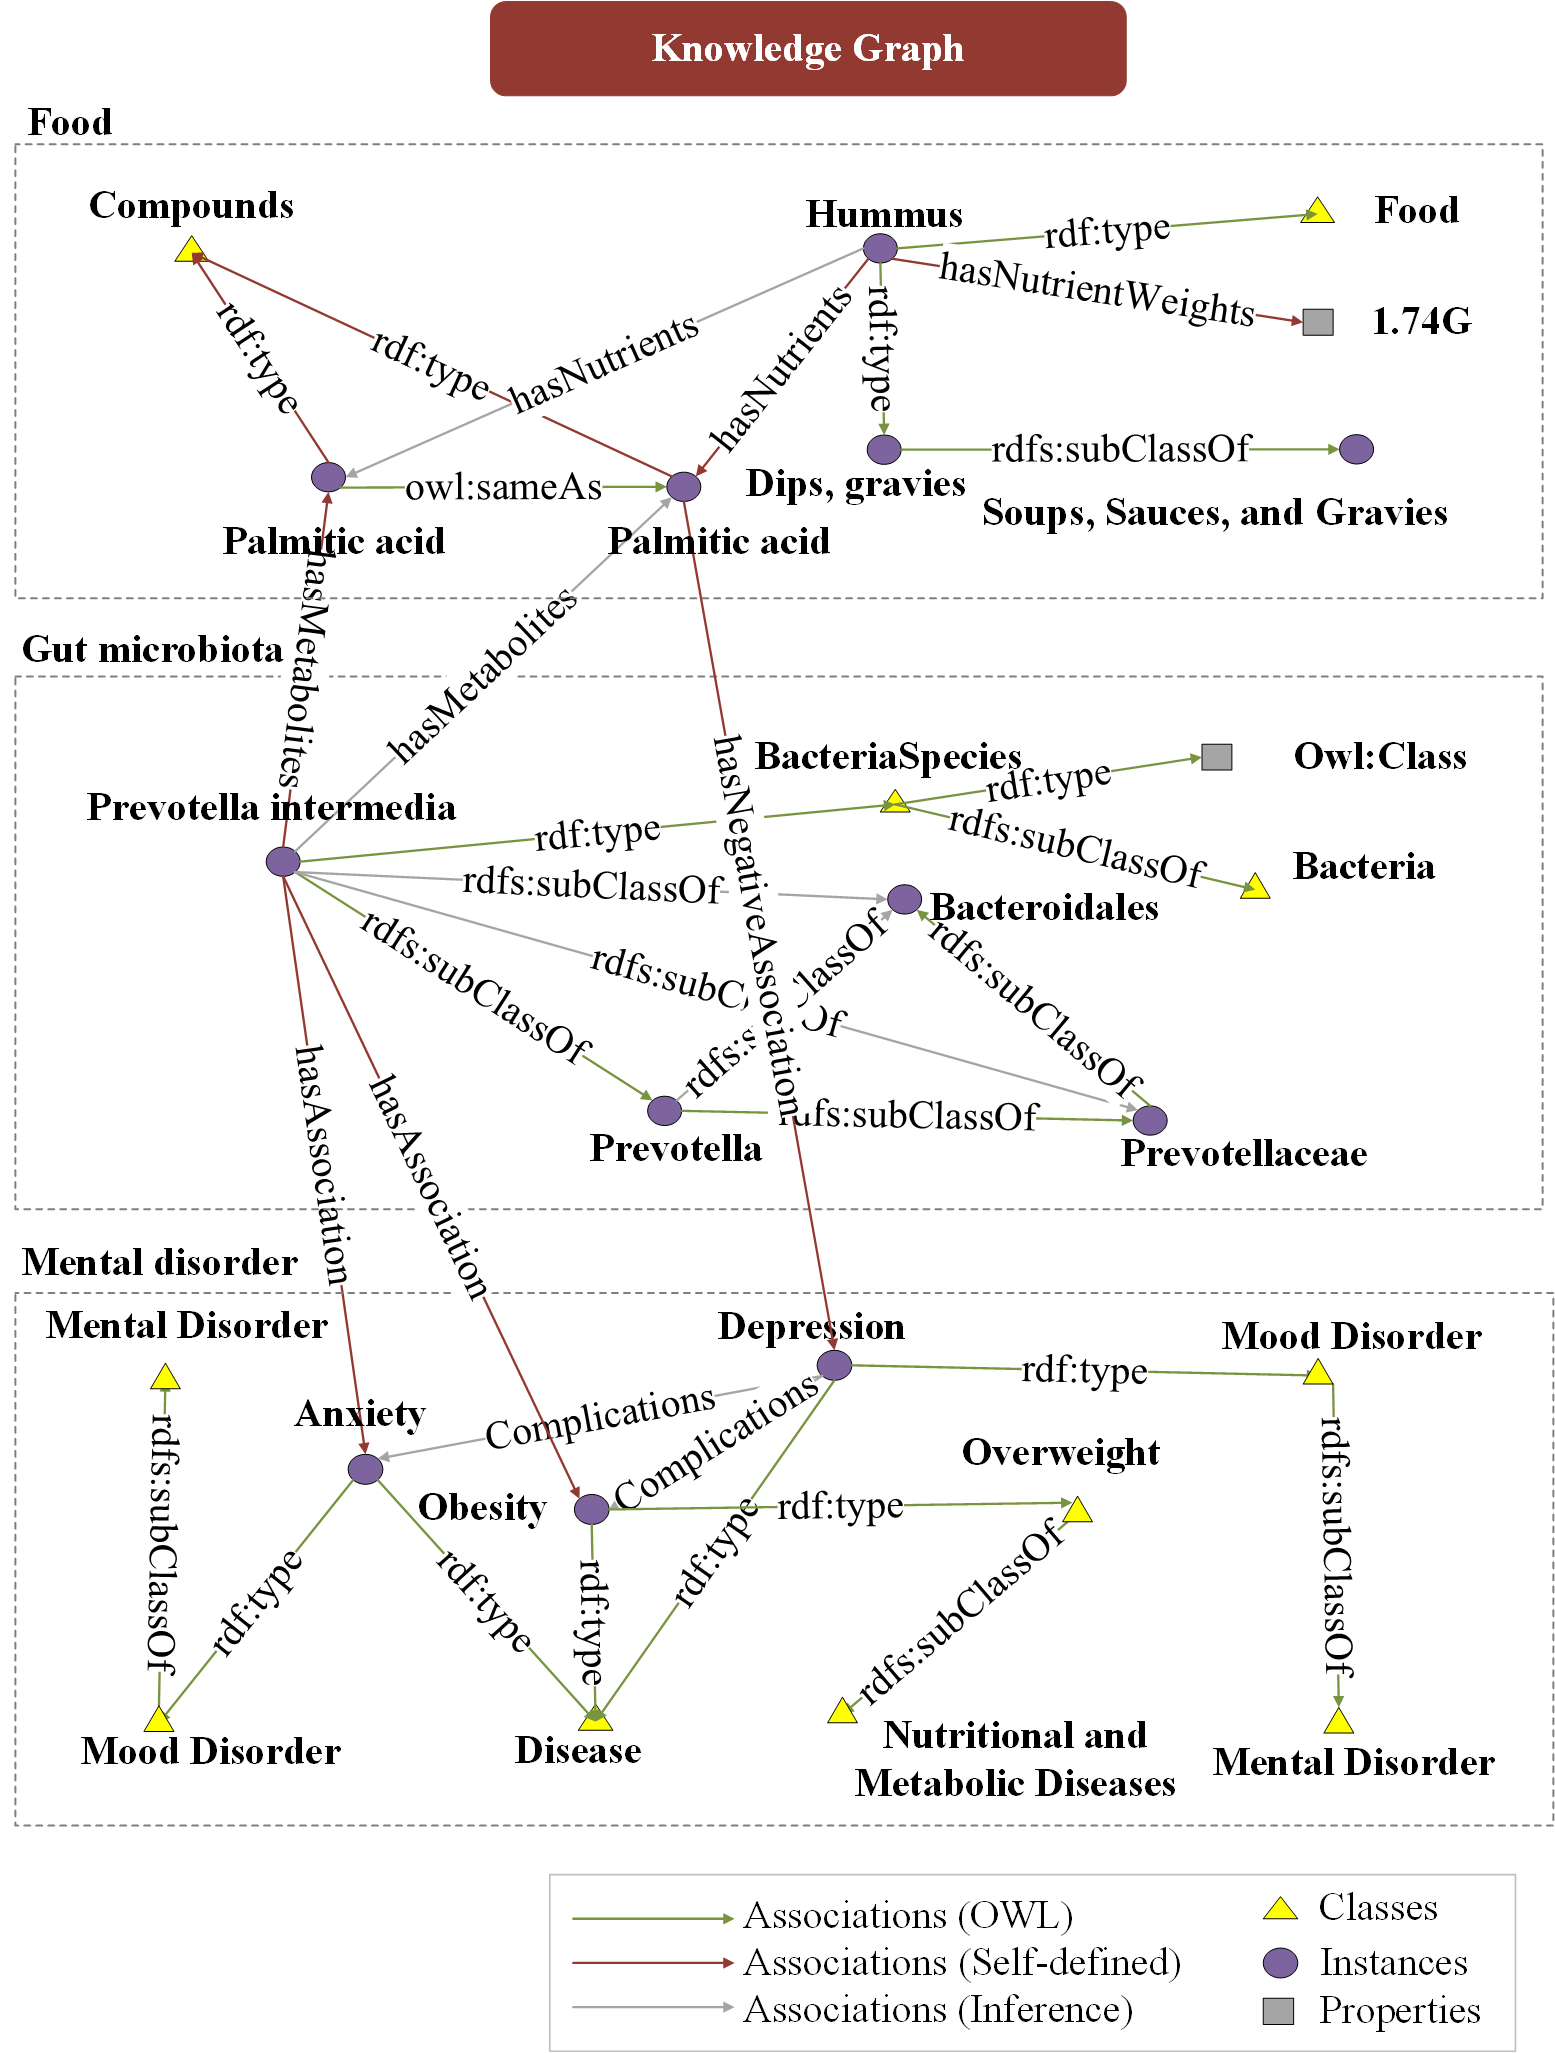 Knowledge Graph
Food
Compounds
Hummus
Food
rdf:type
hasNutrientWeights
1.74G
rdf:type
rdf:type
hasNutrients
hasNutrients
rdf:type
owl:sameAs
rdfs:subClassOf
Dips, gravies
Soups, Sauces, and Gravies
Palmitic acid
Palmitic acid
hasMetabolites
hasMetabolites
Gut microbiota
hasNegativeAssociation
BacteriaSpecies
Owl:Class
rdf:type
Prevotella intermedia
rdf:type
rdfs:subClassOf
Bacteria
rdfs:subClassOf
Bacteroidales
rdfs:subClassOf
rdfs:subC Of
rdfs:s lassOf
rdfs:subClassOf
rdfs:subClassOf
Prevotella
Prevotellaceae
hasAssociation
hasAssociation
Mental disorder
Mental Disorder
Depression
Mood Disorder
rdf:type
Anxiety
Complications
Complications
Overweight
Obesity
rdf:type
rdfs:subClassOf
rdf:type
rdf:type
rdf:type
rdf:type
rdfs:subClassOf
rdfs:subClassOf
Mood Disorder
Disease
Nutritional and
Metabolic Diseases
Mental Disorder
Associations (OWL)
Classes
Associations (Self-defined)
Instances
Associations (Inference)
Properties